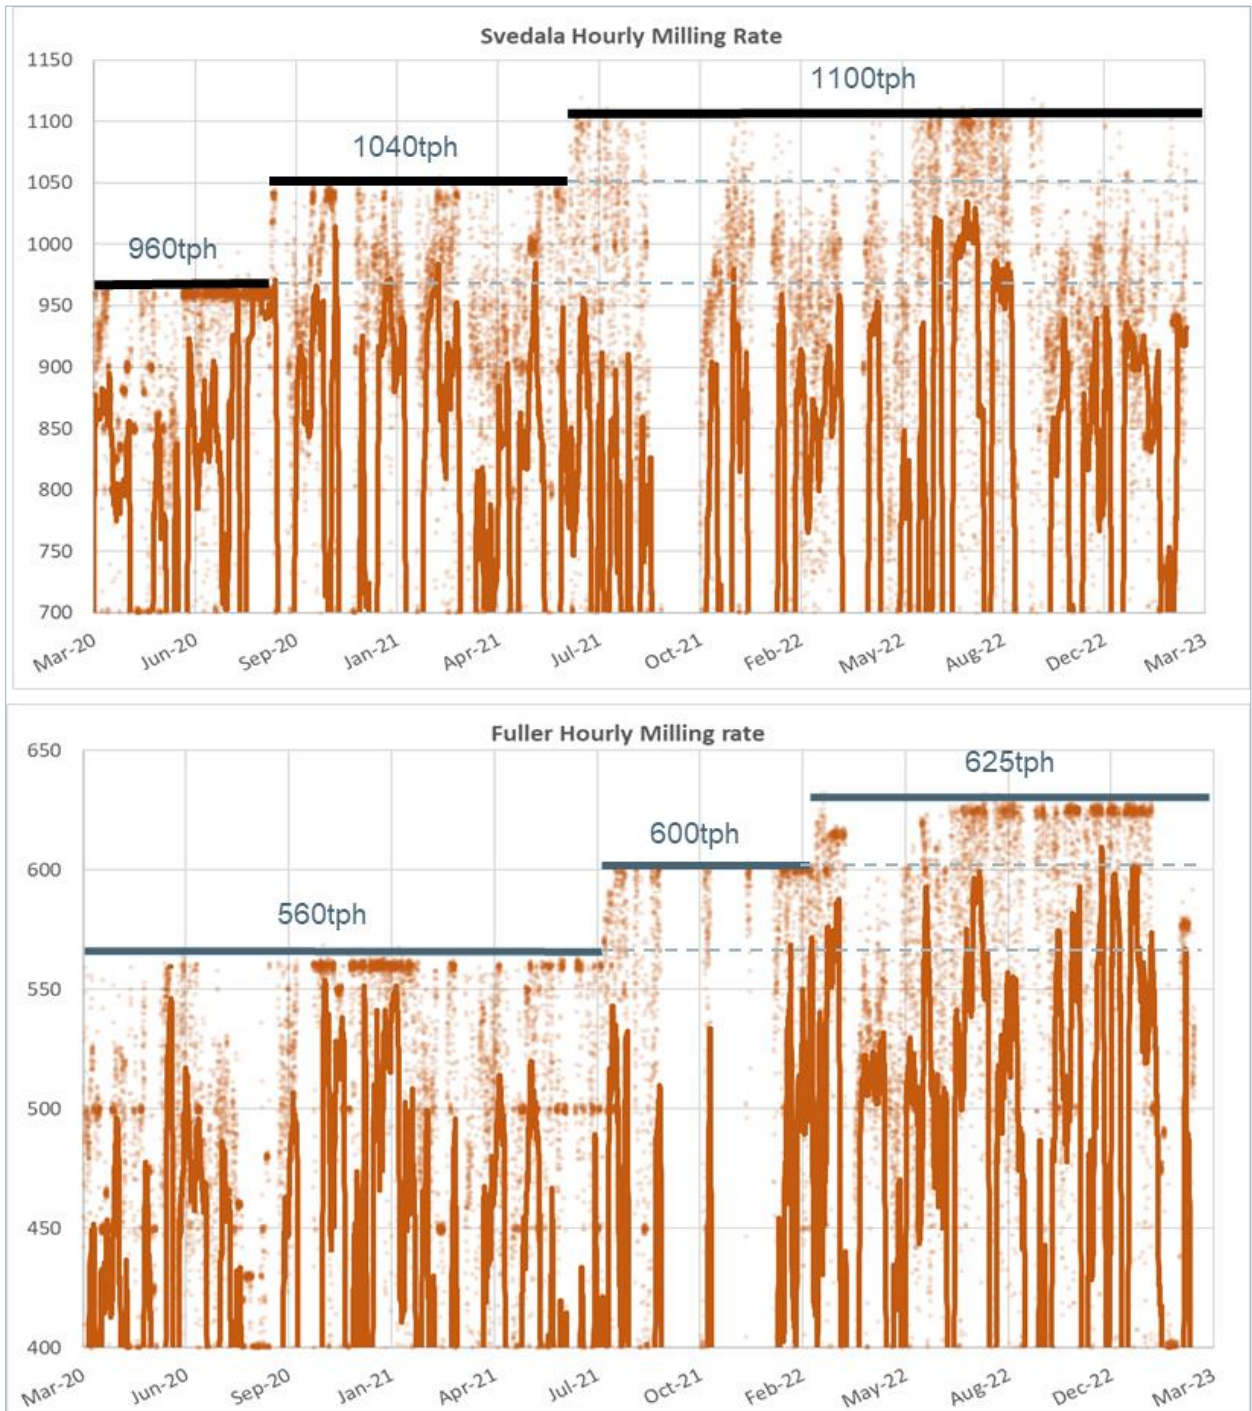 Svedala Hourly Milling Rate
1150
1100tph
1100
1040tph
1050
1000
960tph
950
900
850
800
750
700
Mar-20 Jun-20 Sep-20 Jan-21 Apr-21 Jul-21 Oct-21 Feb-22 May-22 Aug-22 Dec-22 Mar-23
Fuller Hourly Milling rate
650
625tph
600tph
600
560tph
550
500
450
400
Mar-20 Jun-20 Sep-20 Jan-21 Apr-21 Jul-21 Oct-21 Feb-22 May-22 Aug-22 Dec-22 Mar-23